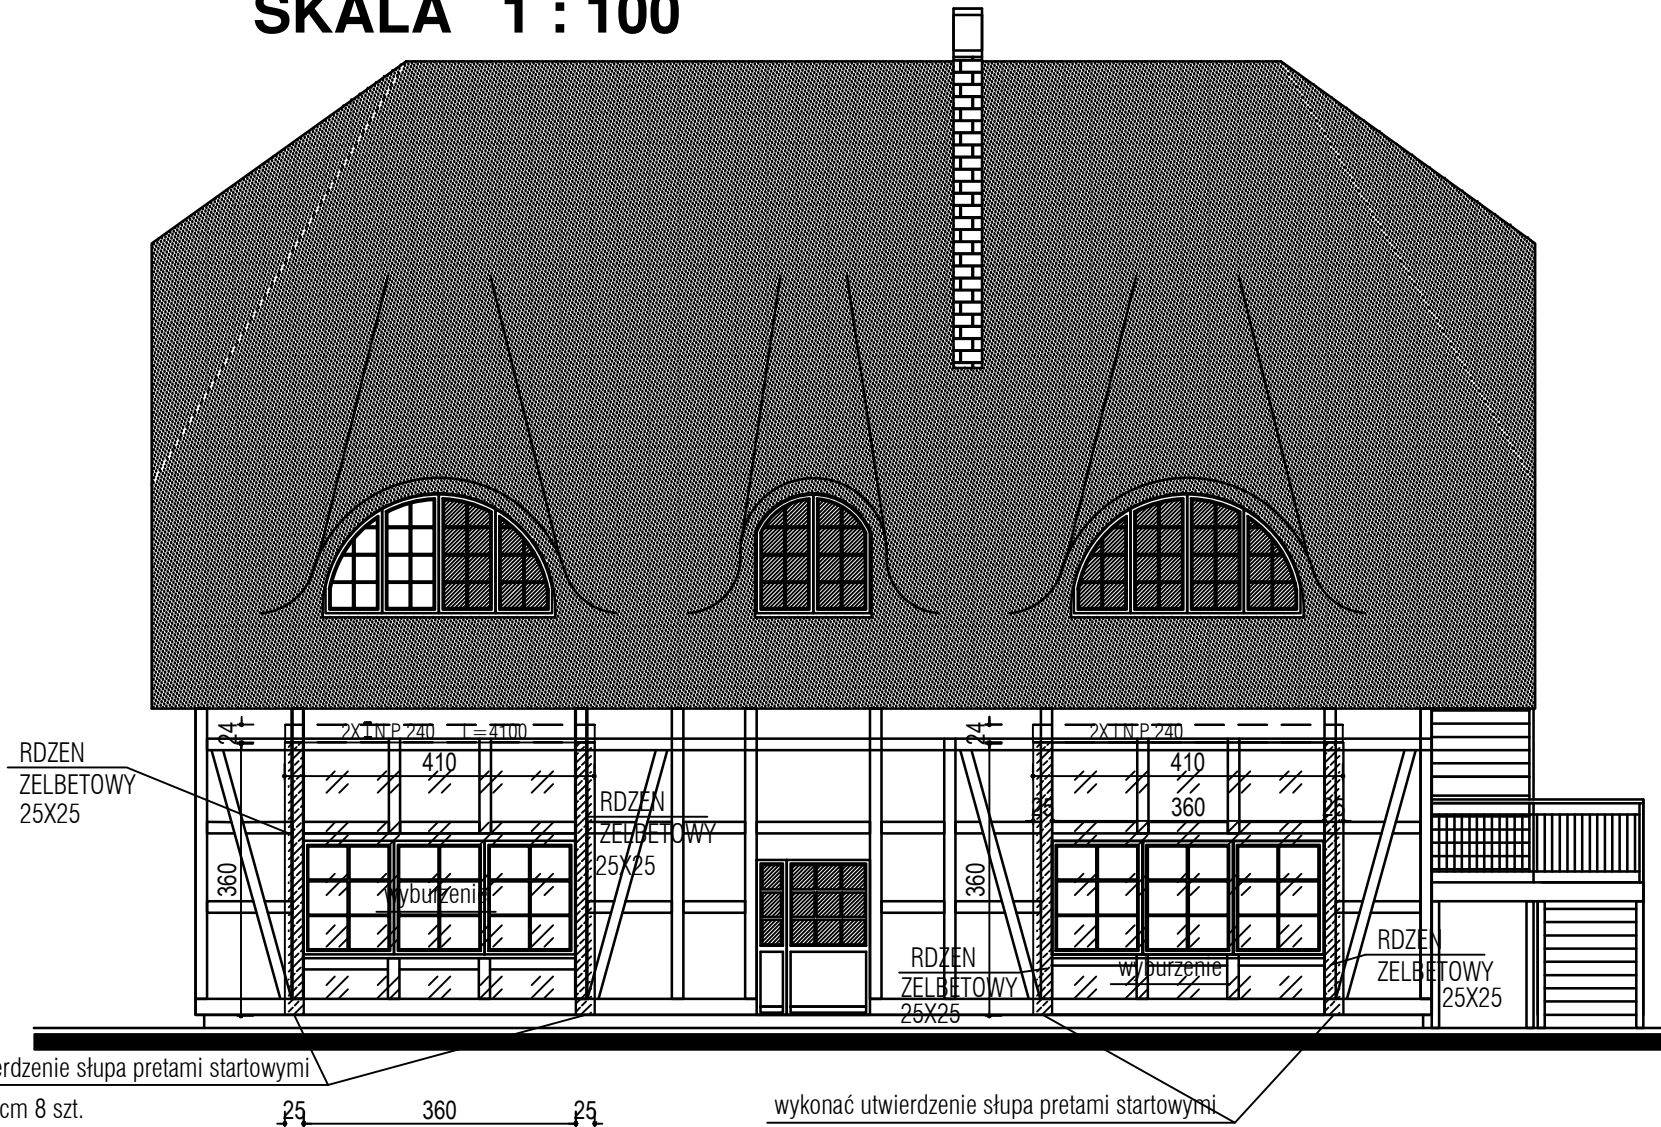 SKALA 1 : 100
24
2X I N P 240 l = 4100
24
2X I N P 240
RDZEN
ZELBETOWY
25X25
410
410
RDZEN
ZELBETOWY
25X25
25
360
25
360
wyburzenie
360
RDZEN
ZELBETOWY
25X25
wyburzenie
RDZEN
ZELBETOWY
25X25
erdzenie słupa pretami startowymi
cm 8 szt.
25
360
25
wykonać utwierdzenie słupa pretami startowymi